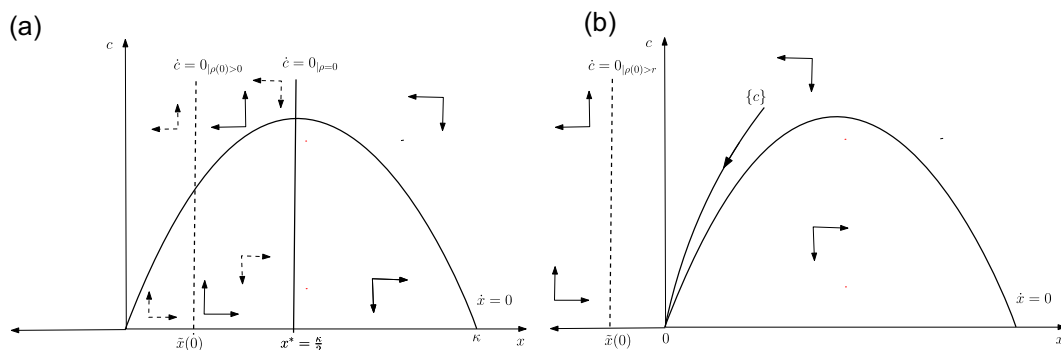 (a)
c
ċ = 0|ρ(0)>0
ċ = 0|ρ=0
ẋ = 0
x̃(0)
x* = κ/2
κ
x
(b)
c
ċ = 0|ρ(0)>r
{c}
ẋ = 0
x̃(0)
0
x